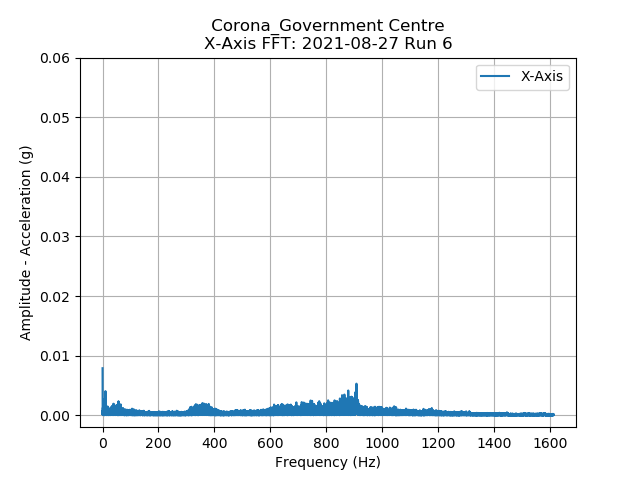 Corona_Government Centre
X-Axis FFT: 2021-08-27 Run 6
X-Axis
0.06
0.05
0.04
0.03
0.02
0.01
0.00
Amplitude - Acceleration (g)
0 200 400 600 800 1000 1200 1400 1600
Frequency (Hz)